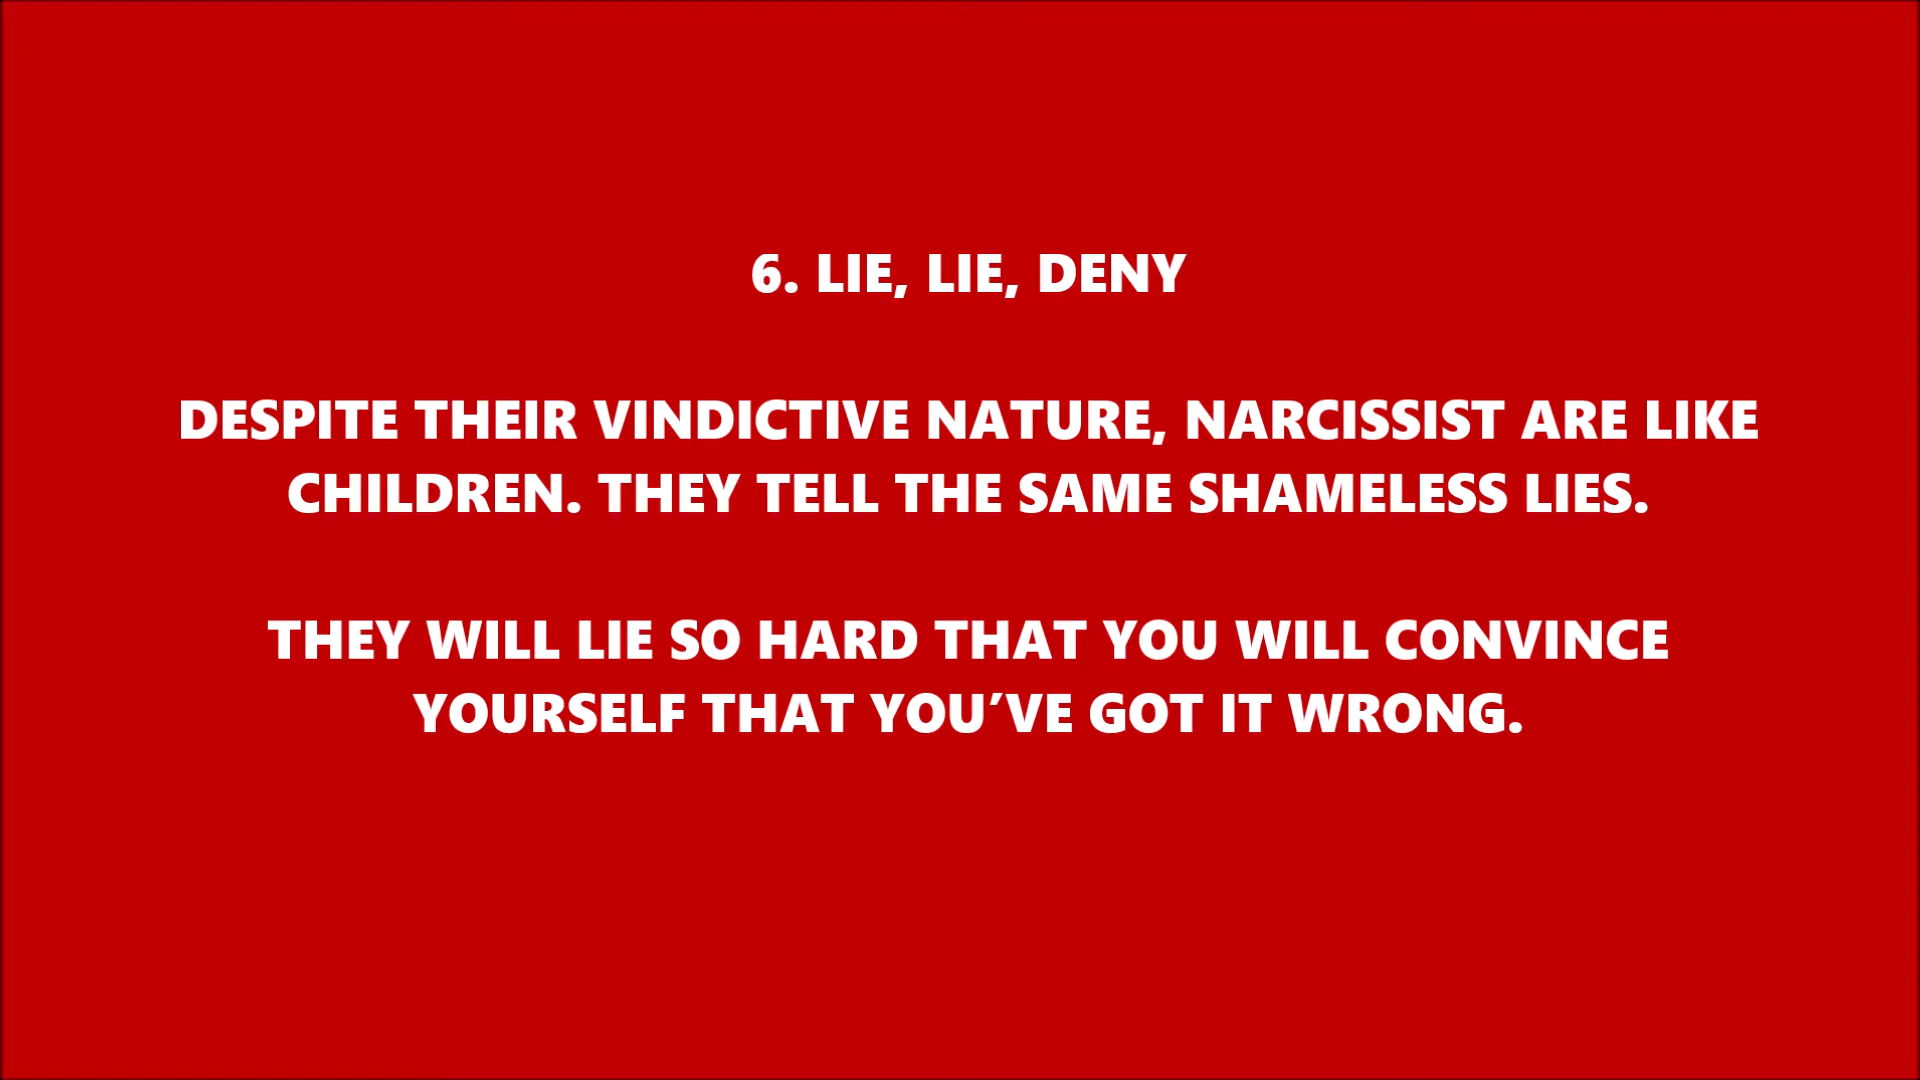 6. LIE, LIE, DENY
DESPITE THEIR VINDICTIVE NATURE, NARCISSIST ARE LIKE
CHILDREN. THEY TELL THE SAME SHAMELESS LIES.
THEY WILL LIE SO HARD THAT YOU WILL CONVINCE
YOURSELF THAT YOU’VE GOT IT WRONG.